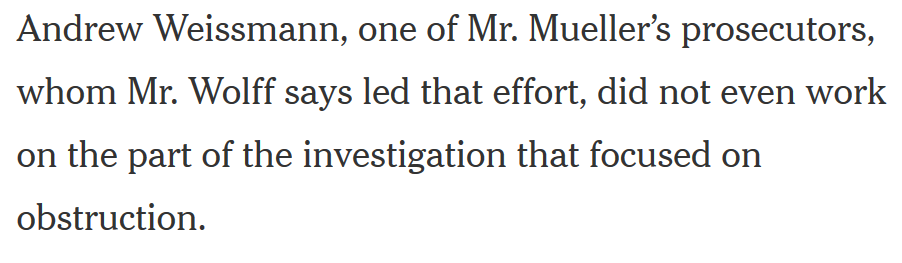 Andrew Weissmann, one of Mr. Mueller’s prosecutors,
whom Mr. Wolff says led that effort, did not even work
on the part of the investigation that focused on
obstruction.